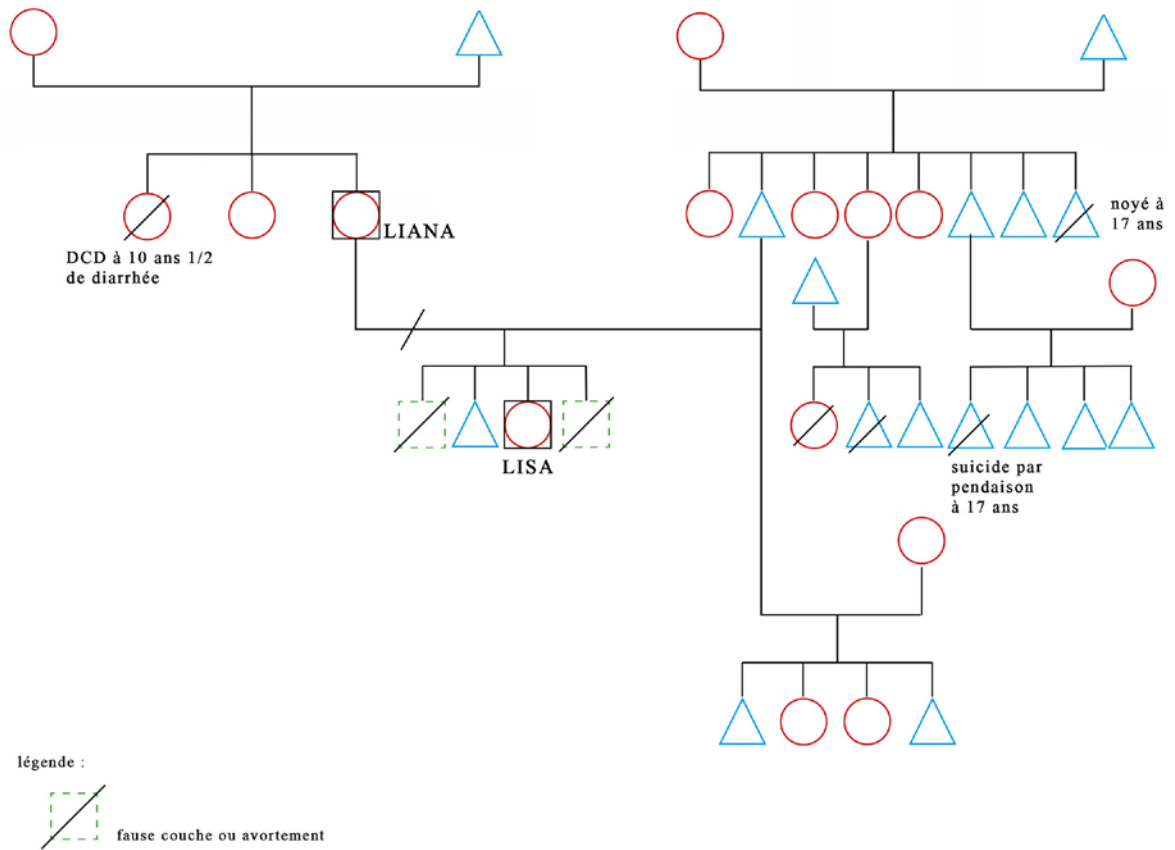 LIANA
noyé à
17 ans
DCD à 10 ans 1/2
de diarrhée
LISA
suicide par
pendaison
à 17 ans
légende :
fause couche ou avortement